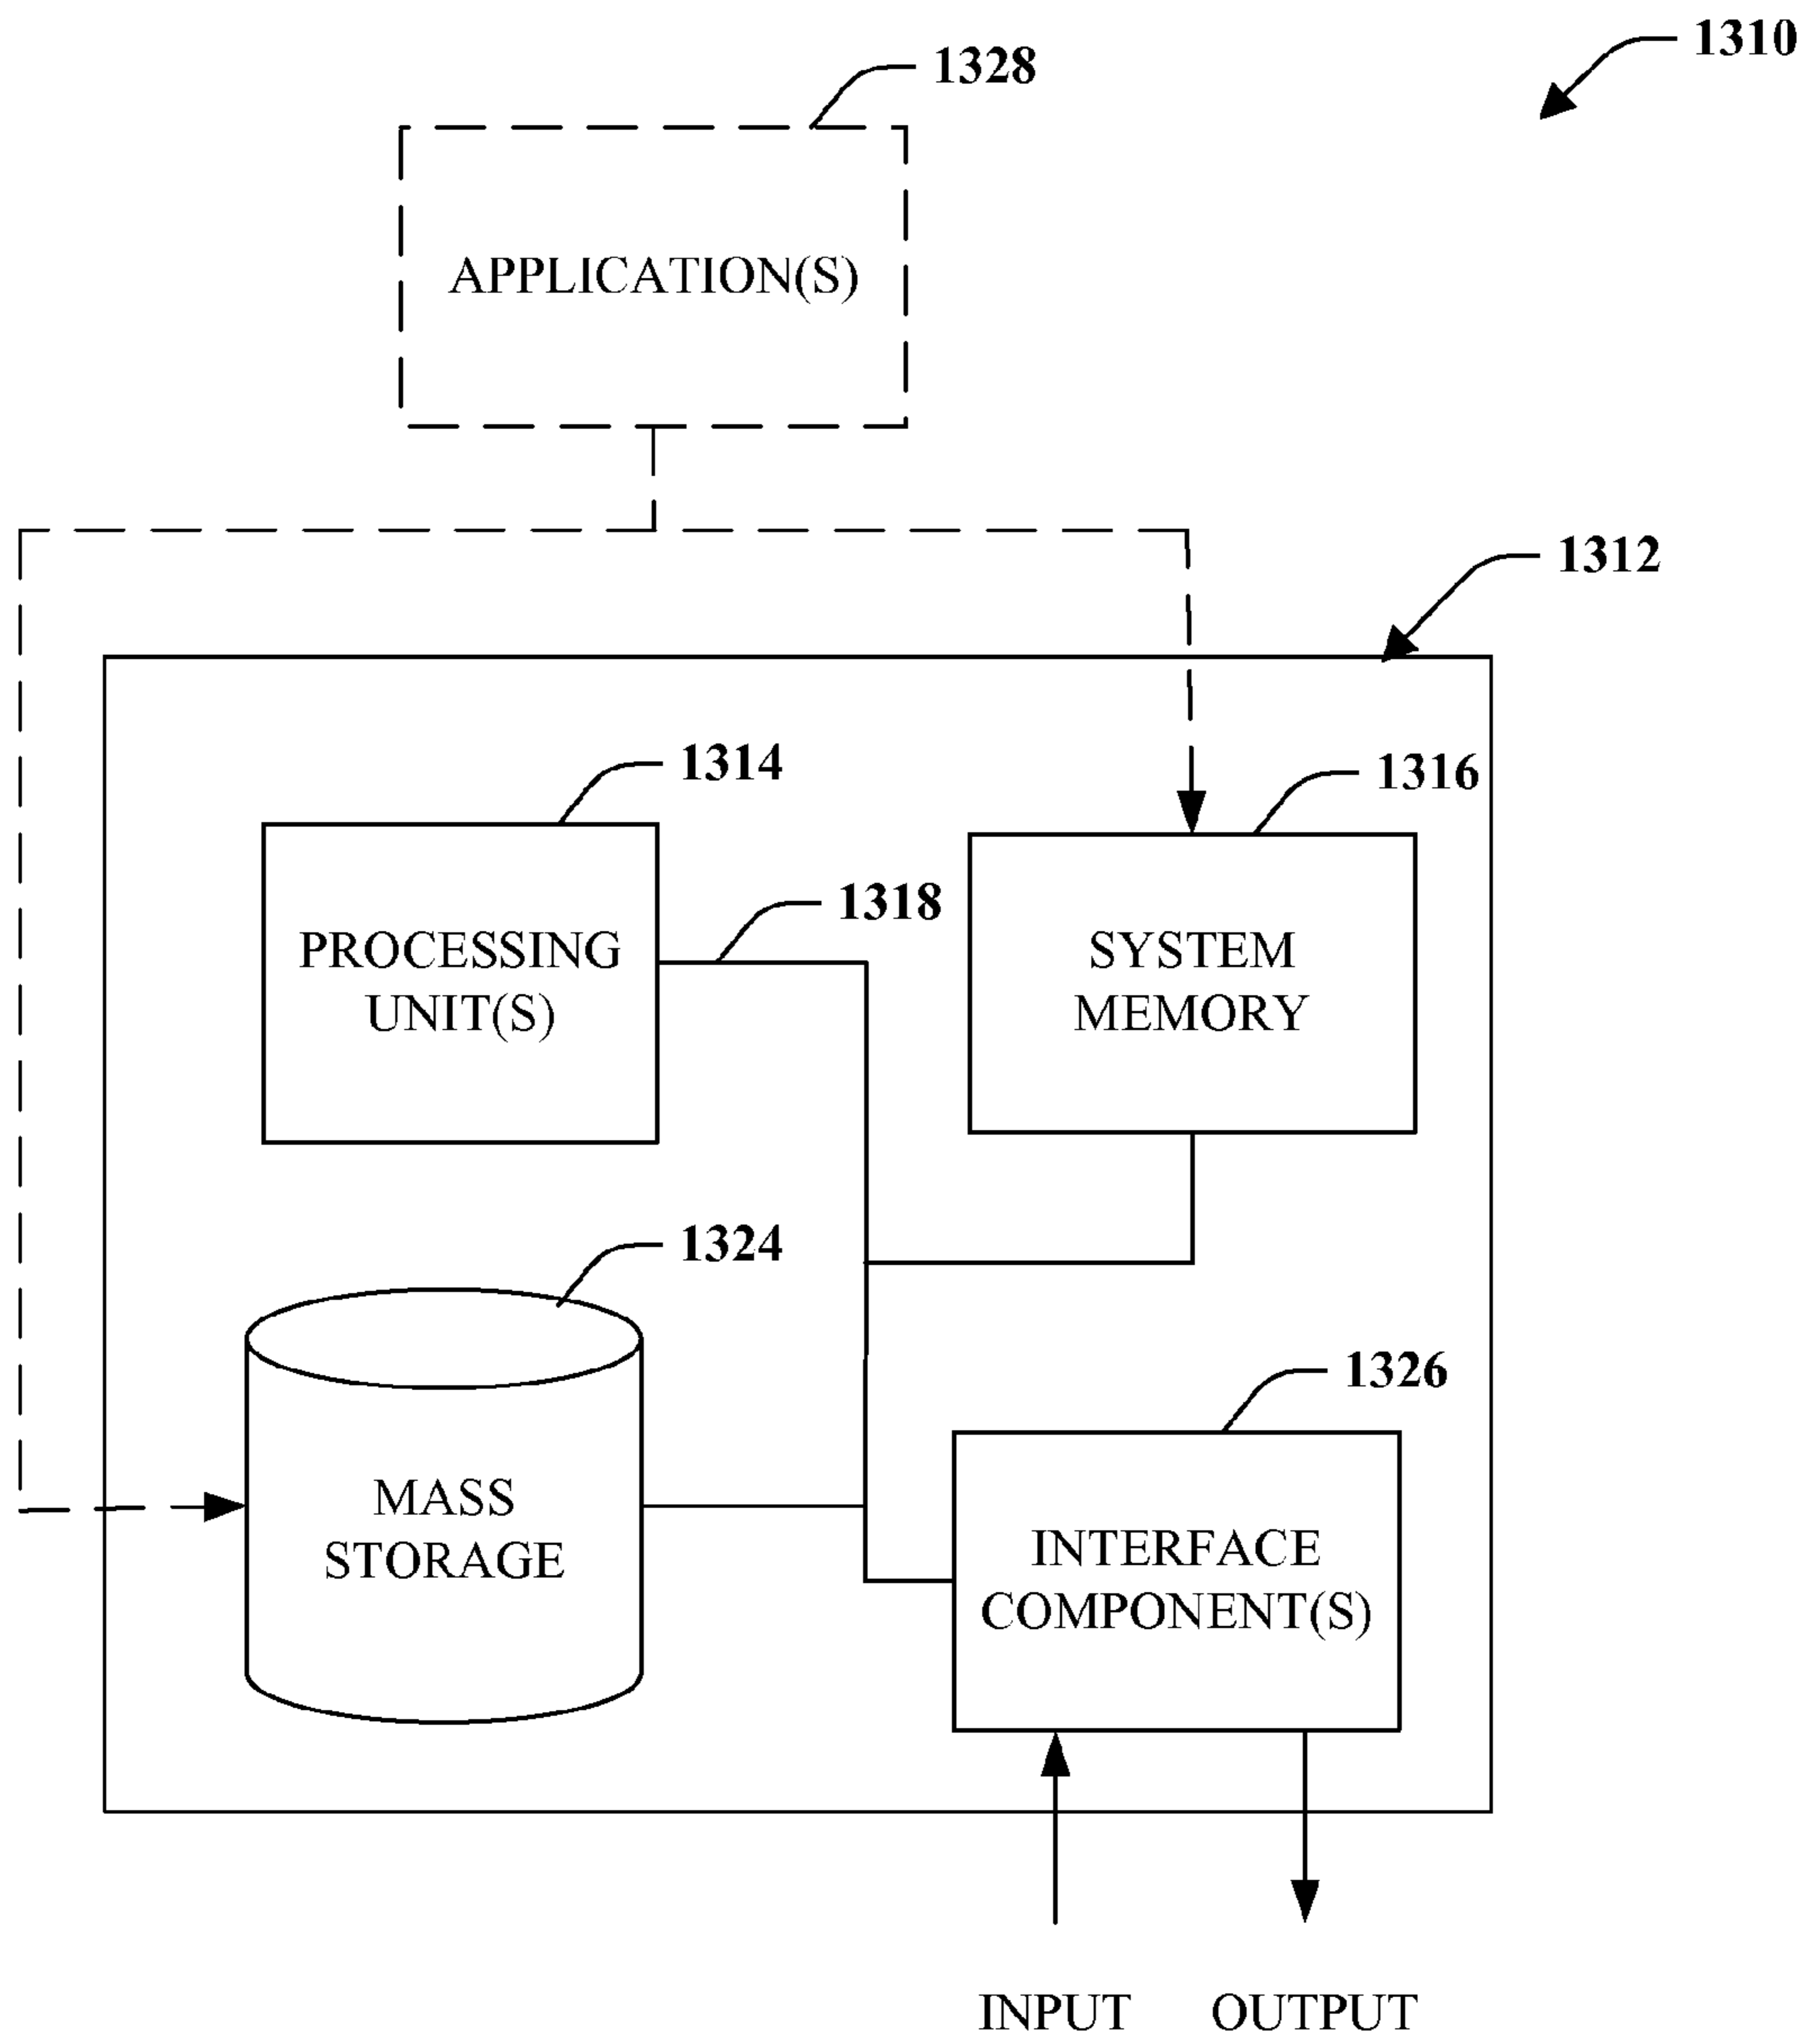 1310
1328
APPLICATION(S)
1312
1314
1316
1318
PROCESSING
UNIT(S)
SYSTEM
MEMORY
1324
1326
MASS
STORAGE
INTERFACE
COMPONENT(S)
INPUT
OUTPUT